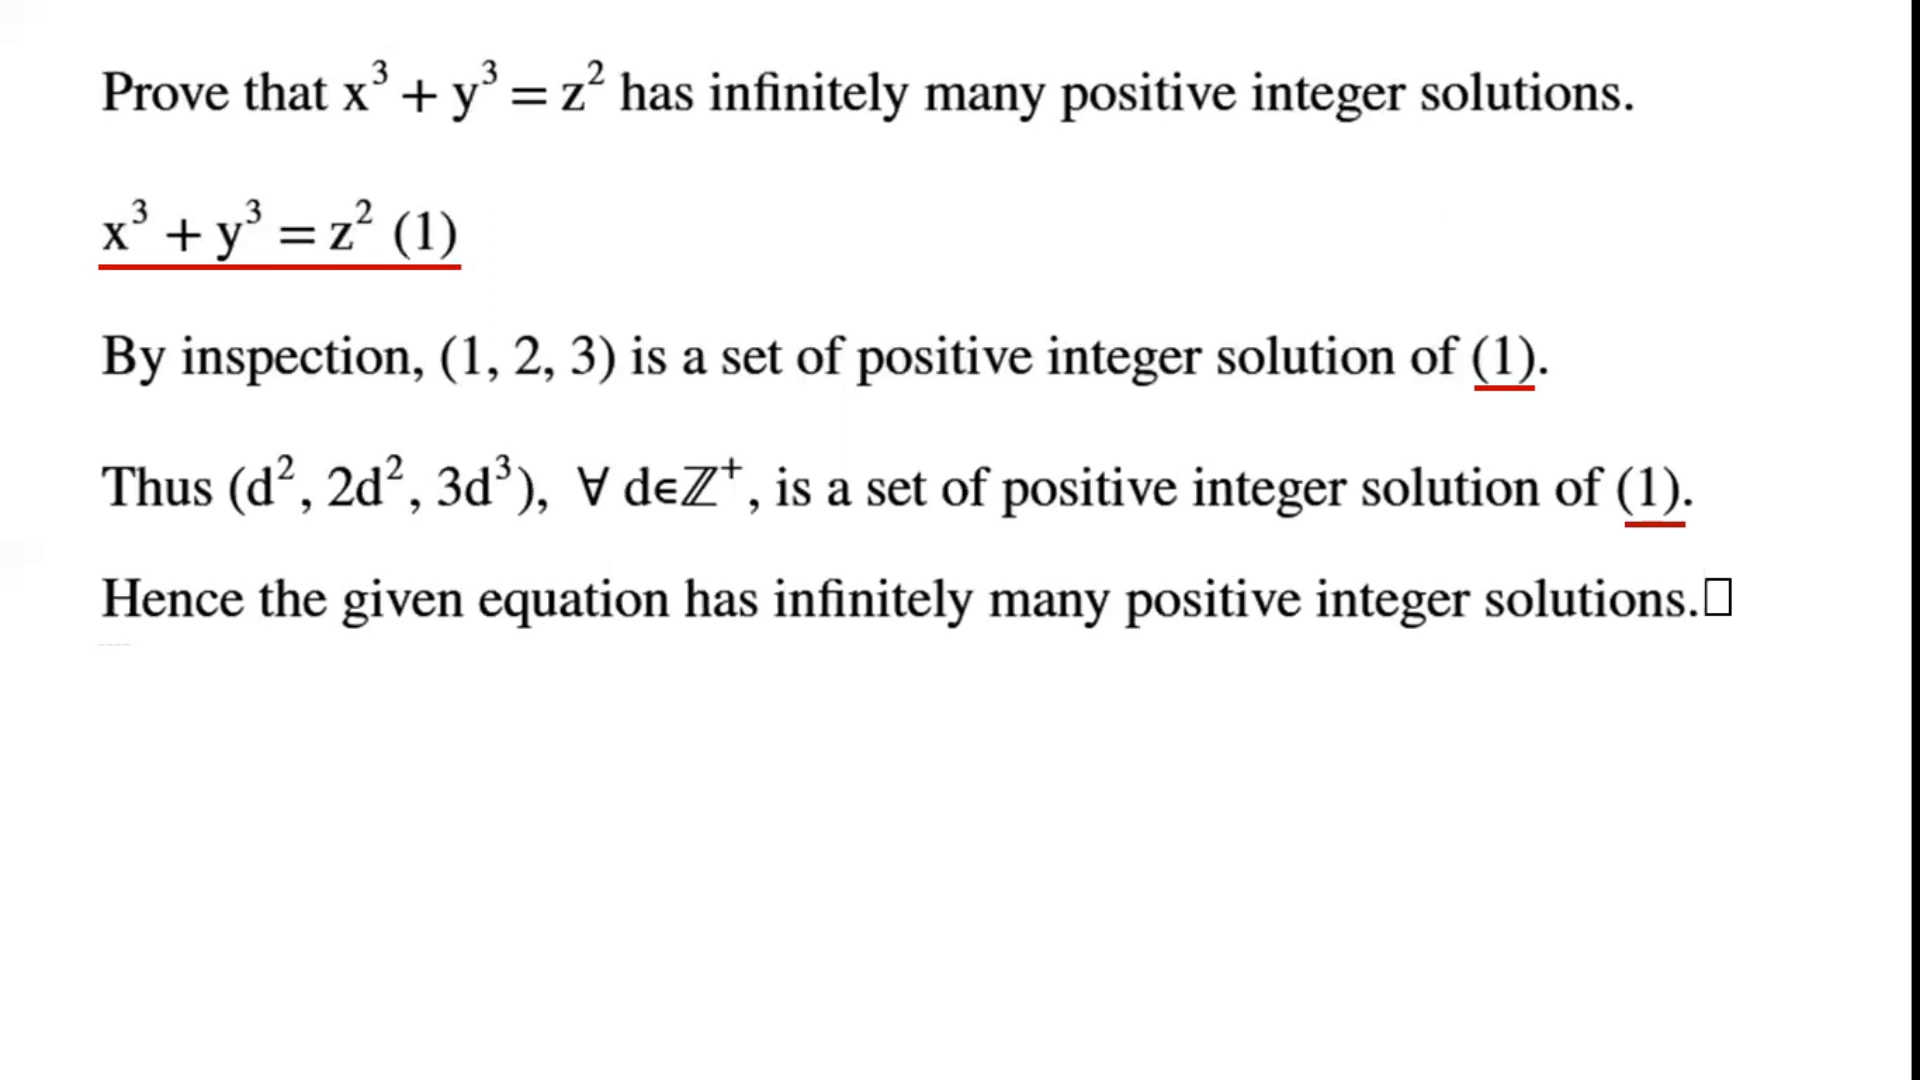 Prove that x³ + y³ = z² has infinitely many positive integer solutions.
x³ + y³ = z² (1)
By inspection, (1, 2, 3) is a set of positive integer solution of (1).
Thus (d², 2d², 3d³), ∀ d∈ℤ⁺, is a set of positive integer solution of (1).
Hence the given equation has infinitely many positive integer solutions.□